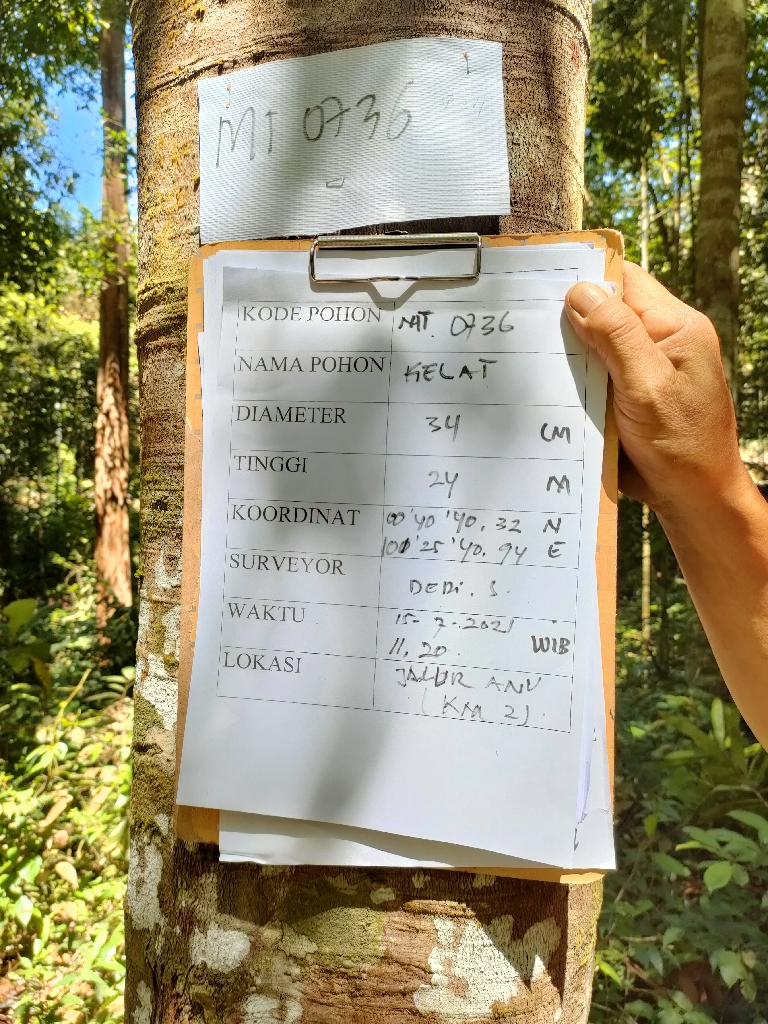 MT 0736
KODE POHON MT. 0736
NAMA POHON KELAT
DIAMETER 34 CM
TINGGI 24 M
KOORDINAT 00°40'40.32 N
100°25'40.94 E
SURVEYOR DEDI. S.
WAKTU 15-7-2021
11.20 WIB
LOKASI JALUR ANU
(KM 2)